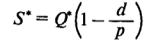 S* = Q*(1 - d/p)